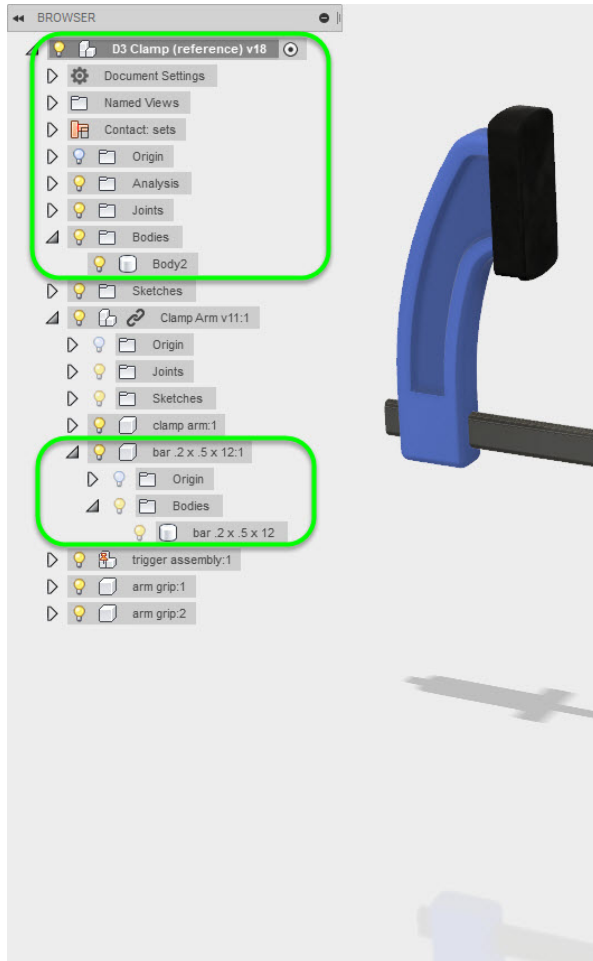 BROWSER
D3 Clamp (reference) v18
Document Settings
Named Views
Contact: sets
Origin
Analysis
Joints
Bodies
Body2
Sketches
Clamp Arm v11:1
Origin
Joints
Sketches
clamp arm:1
bar .2 x .5 x 12:1
Origin
Bodies
bar .2 x .5 x 12
trigger assembly:1
arm grip:1
arm grip:2